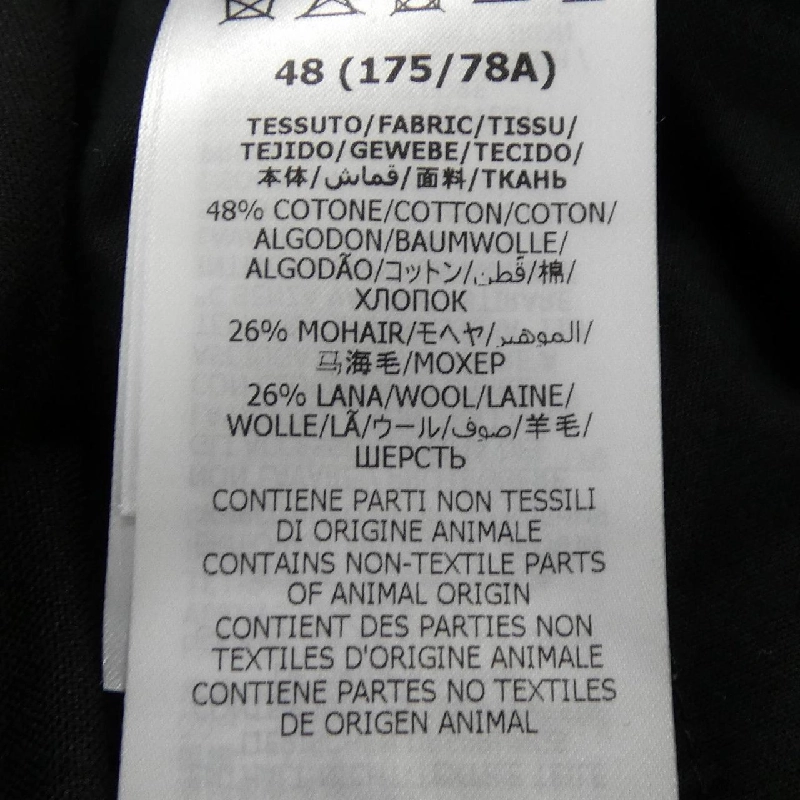 48 (175/78A)
TESSUTO/FABRIC/TISSU/
TEJIDO/GEWEBE/TECIDO/
本体/قماش/面料/ТКАНЬ
48% COTONE/COTTON/COTON/
ALGODON/BAUMWOLLE/
ALGODÃO/コットン/قطن/棉/
ХЛОПОК
26% MOHAIR/モヘヤ/الموهير/
马海毛/МОХЕР
26% LANA/WOOL/LAINE/
WOLLE/LÃ/ウール/صوف/羊毛/
ШЕРСТЬ
CONTIENE PARTI NON TESSILI
DI ORIGINE ANIMALE
CONTAINS NON-TEXTILE PARTS
OF ANIMAL ORIGIN
CONTIENT DES PARTIES NON
TEXTILES D'ORIGINE ANIMALE
CONTIENE PARTES NO TEXTILES
DE ORIGEN ANIMAL